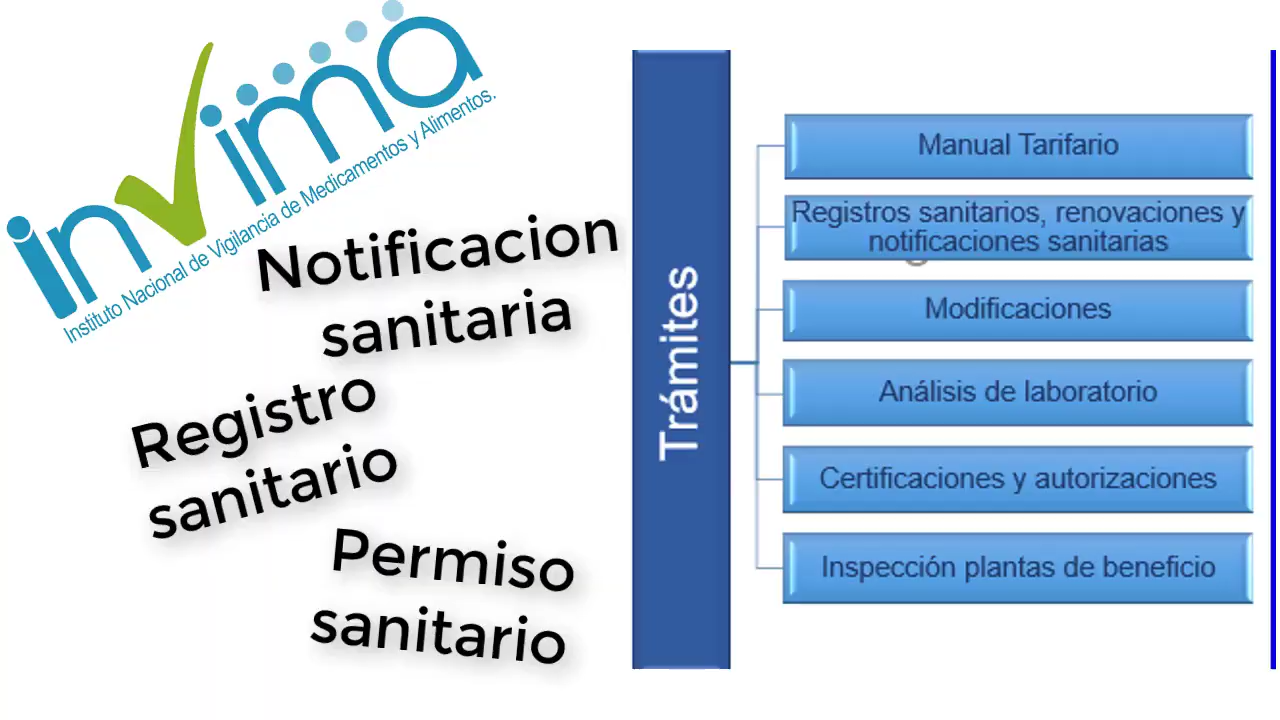 invima
Instituto Nacional de Vigilancia de Medicamentos y Alimentos.
Notificacion
sanitaria
Registro
sanitario
Permiso
sanitario
Trámites
Manual Tarifario
Registros sanitarios, renovaciones y
notificaciones sanitarias
Modificaciones
Análisis de laboratorio
Certificaciones y autorizaciones
Inspección plantas de beneficio